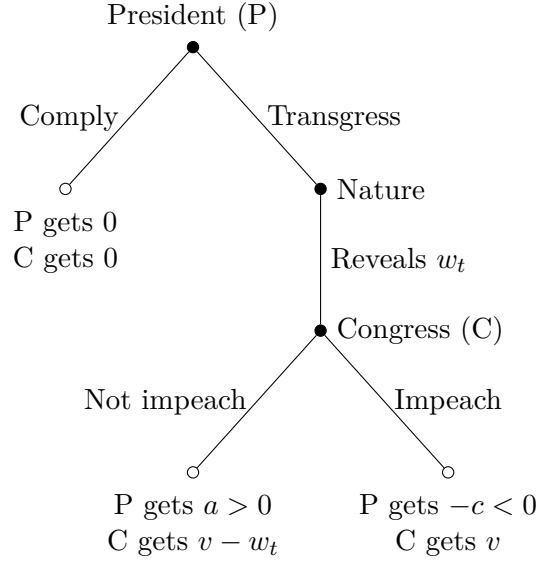 President (P)
Comply
Transgress
P gets 0
C gets 0
Nature
Reveals $w_t$
Congress (C)
Not impeach
Impeach
P gets $a > 0$
C gets $v - w_t$
P gets $-c < 0$
C gets $v$